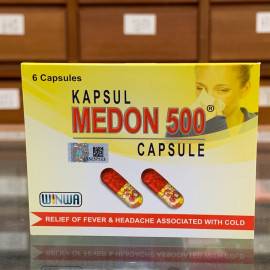 6 Capsules
KAPSUL
MEDON 500®
CAPSULE
WINWA
RELIEF OF FEVER & HEADACHE ASSOCIATED WITH COLD